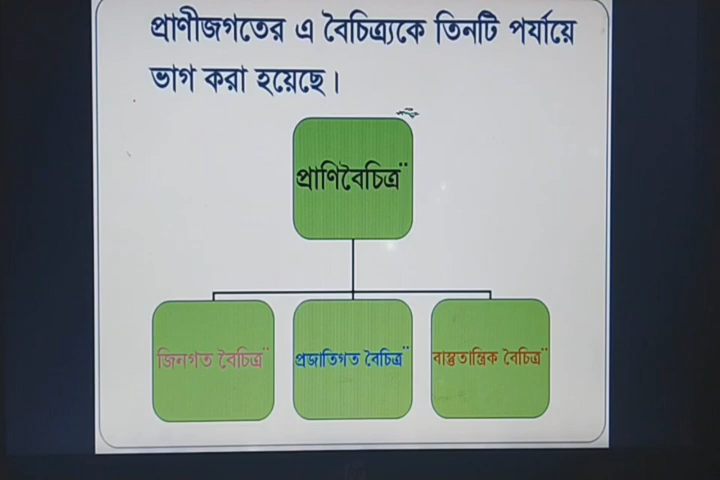 প্রাণীজগতের এ বৈচিত্র্যকে তিনটি পর্যায়ে
ভাগ করা হয়েছে।
প্রাণিবৈচিত্র¨
জিনগত বৈচিত্র¨
প্রজাতিগত বৈচিত্র¨
বাস্তুতান্ত্রিক বৈচিত্র¨